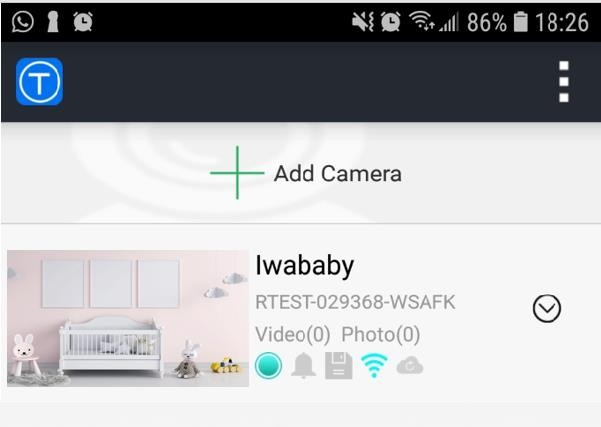 86% 18:26
T
Add Camera
Iwababy
RTEST-029368-WSAFK
Video(0) Photo(0)